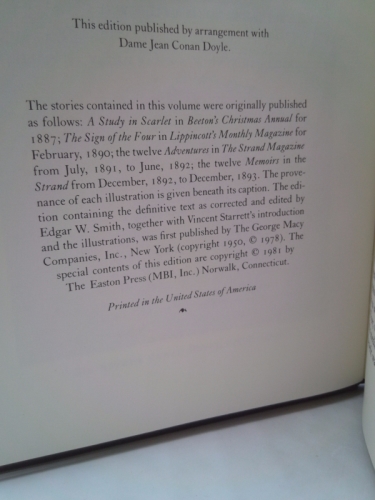 This edition published by arrangement with
Dame Jean Conan Doyle.
The stories contained in this volume were originally published
as follows: A Study in Scarlet in Beeton's Christmas Annual for
1887; The Sign of the Four in Lippincott's Monthly Magazine for
February, 1890; the twelve Adventures in The Strand Magazine
from July, 1891, to June, 1892; the twelve Memoirs in the
Strand from December, 1892, to December, 1893. The prove-
nance of each illustration is given beneath its caption. The edi-
tion containing the definitive text as corrected and edited by
Edgar W. Smith, together with Vincent Starrett's introduction
and the illustrations, was first published by The George Macy
Companies, Inc., New York (copyright 1950, © 1978). The
special contents of this edition are copyright © 1981 by
The Easton Press (MBI, Inc.) Norwalk, Connecticut.
Printed in the United States of America